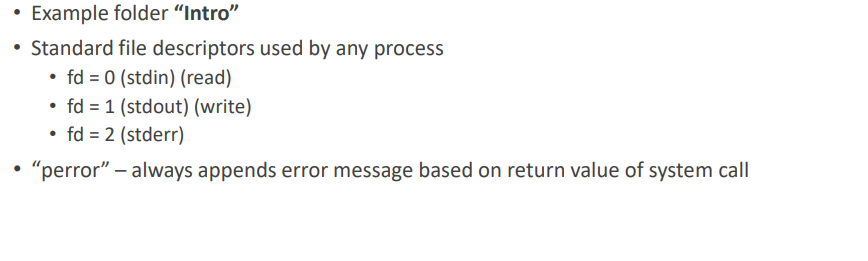 • Example folder “Intro”
• Standard file descriptors used by any process
• fd = 0 (stdin) (read)
• fd = 1 (stdout) (write)
• fd = 2 (stderr)
• “perror” – always appends error message based on return value of system call